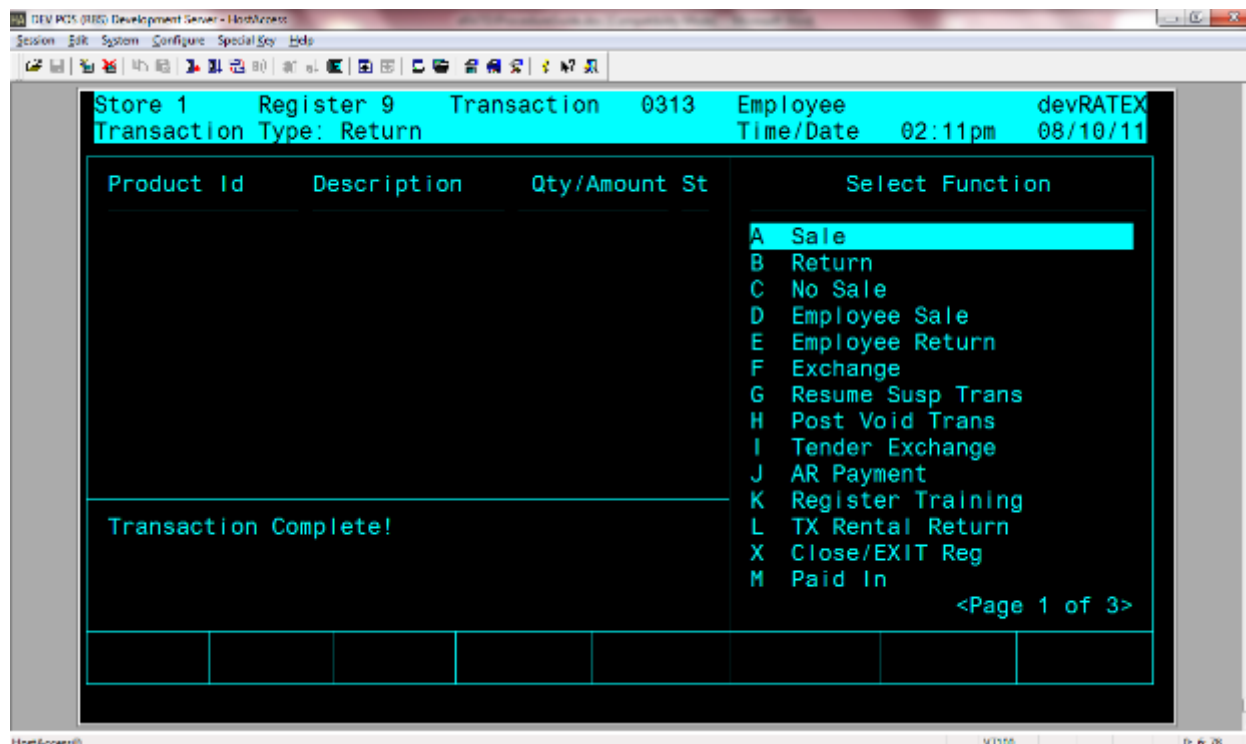 DEV POS (RBS) Development Server - HostAccess
Session Edit System Configure Special Key Help
Store 1 Register 9 Transaction 0313 Employee devRATEX
Transaction Type: Return Time/Date 02:11pm 08/10/11
Product Id Description Qty/Amount St
Select Function
A Sale
B Return
C No Sale
D Employee Sale
E Employee Return
F Exchange
G Resume Susp Trans
H Post Void Trans
I Tender Exchange
J AR Payment
K Register Training
L TX Rental Return
X Close/EXIT Reg
M Paid In
<Page 1 of 3>
Transaction Complete!